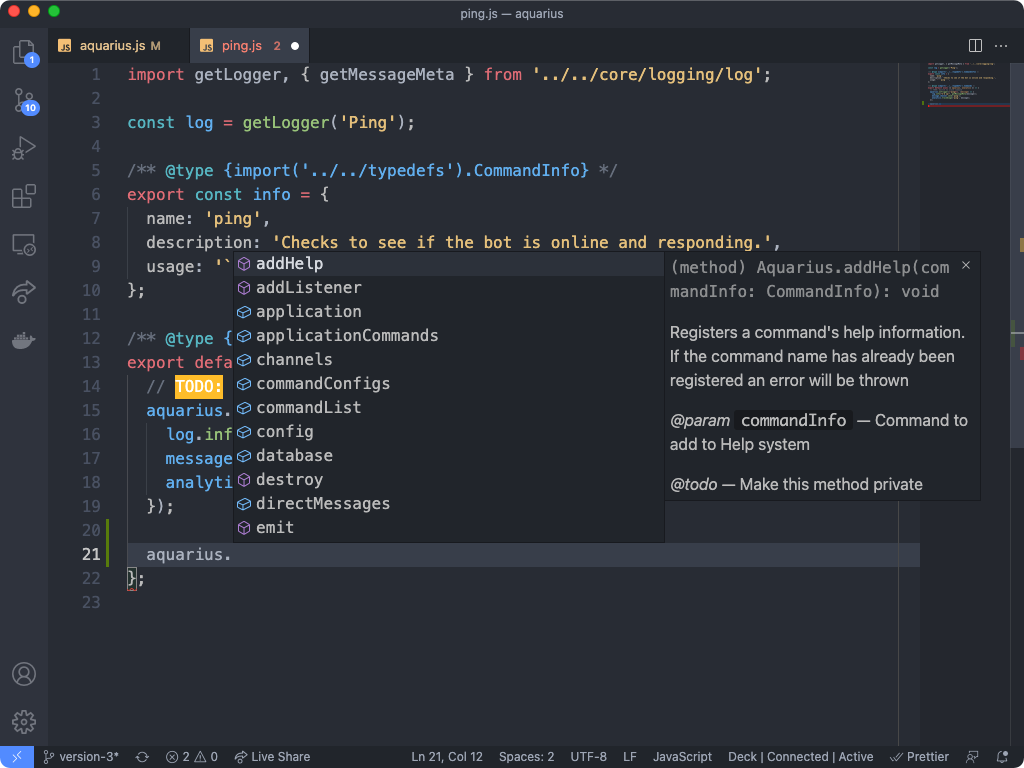 ping.js — aquarius
JS aquarius.js M
JS ping.js 2
1 import getLogger, { getMessageMeta } from '../../core/logging/log';
2
3 const log = getLogger('Ping');
4
5 /** @type {import('../../typedefs').CommandInfo} */
6 export const info = {
7 name: 'ping',
8 description: 'Checks to see if the bot is online and responding.',
9 usage: '`
10 };
11
12 /** @type {
13 export defa
14 // TODO:
15 aquarius.
16 log.inf
17 message
18 analyti
19 });
20
21 aquarius.
22 };
23
addHelp
addListener
application
applicationCommands
channels
commandConfigs
commandList
config
database
destroy
directMessages
emit
(method) Aquarius.addHelp(com
mandInfo: CommandInfo): void
Registers a command's help information.
If the command name has already been
registered an error will be thrown
@param commandInfo — Command to
add to Help system
@todo — Make this method private
1
10
version-3* 2 0 Live Share Ln 21, Col 12 Spaces: 2 UTF-8 LF JavaScript Deck | Connected | Active Prettier